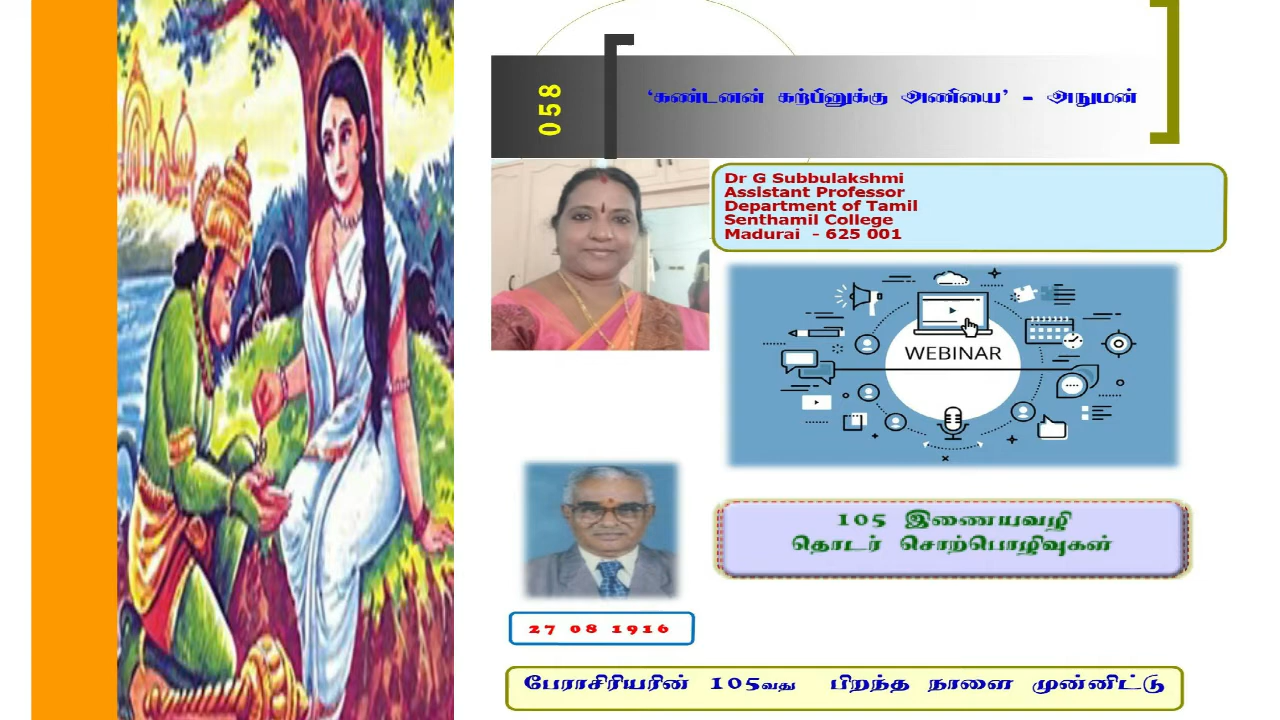 058
‘கண்டனன் கற்பினுக்கு அணியை’ - அநுமன்
Dr G Subbulakshmi
Assistant Professor
Department of Tamil
Senthamil College
Madurai - 625 001
WEBINAR
105 இணையவழி
தொடர் சொற்பொழிவுகள்
27 08 1916
பேராசிரியரின் 105வது பிறந்த நாளை முன்னிட்டு